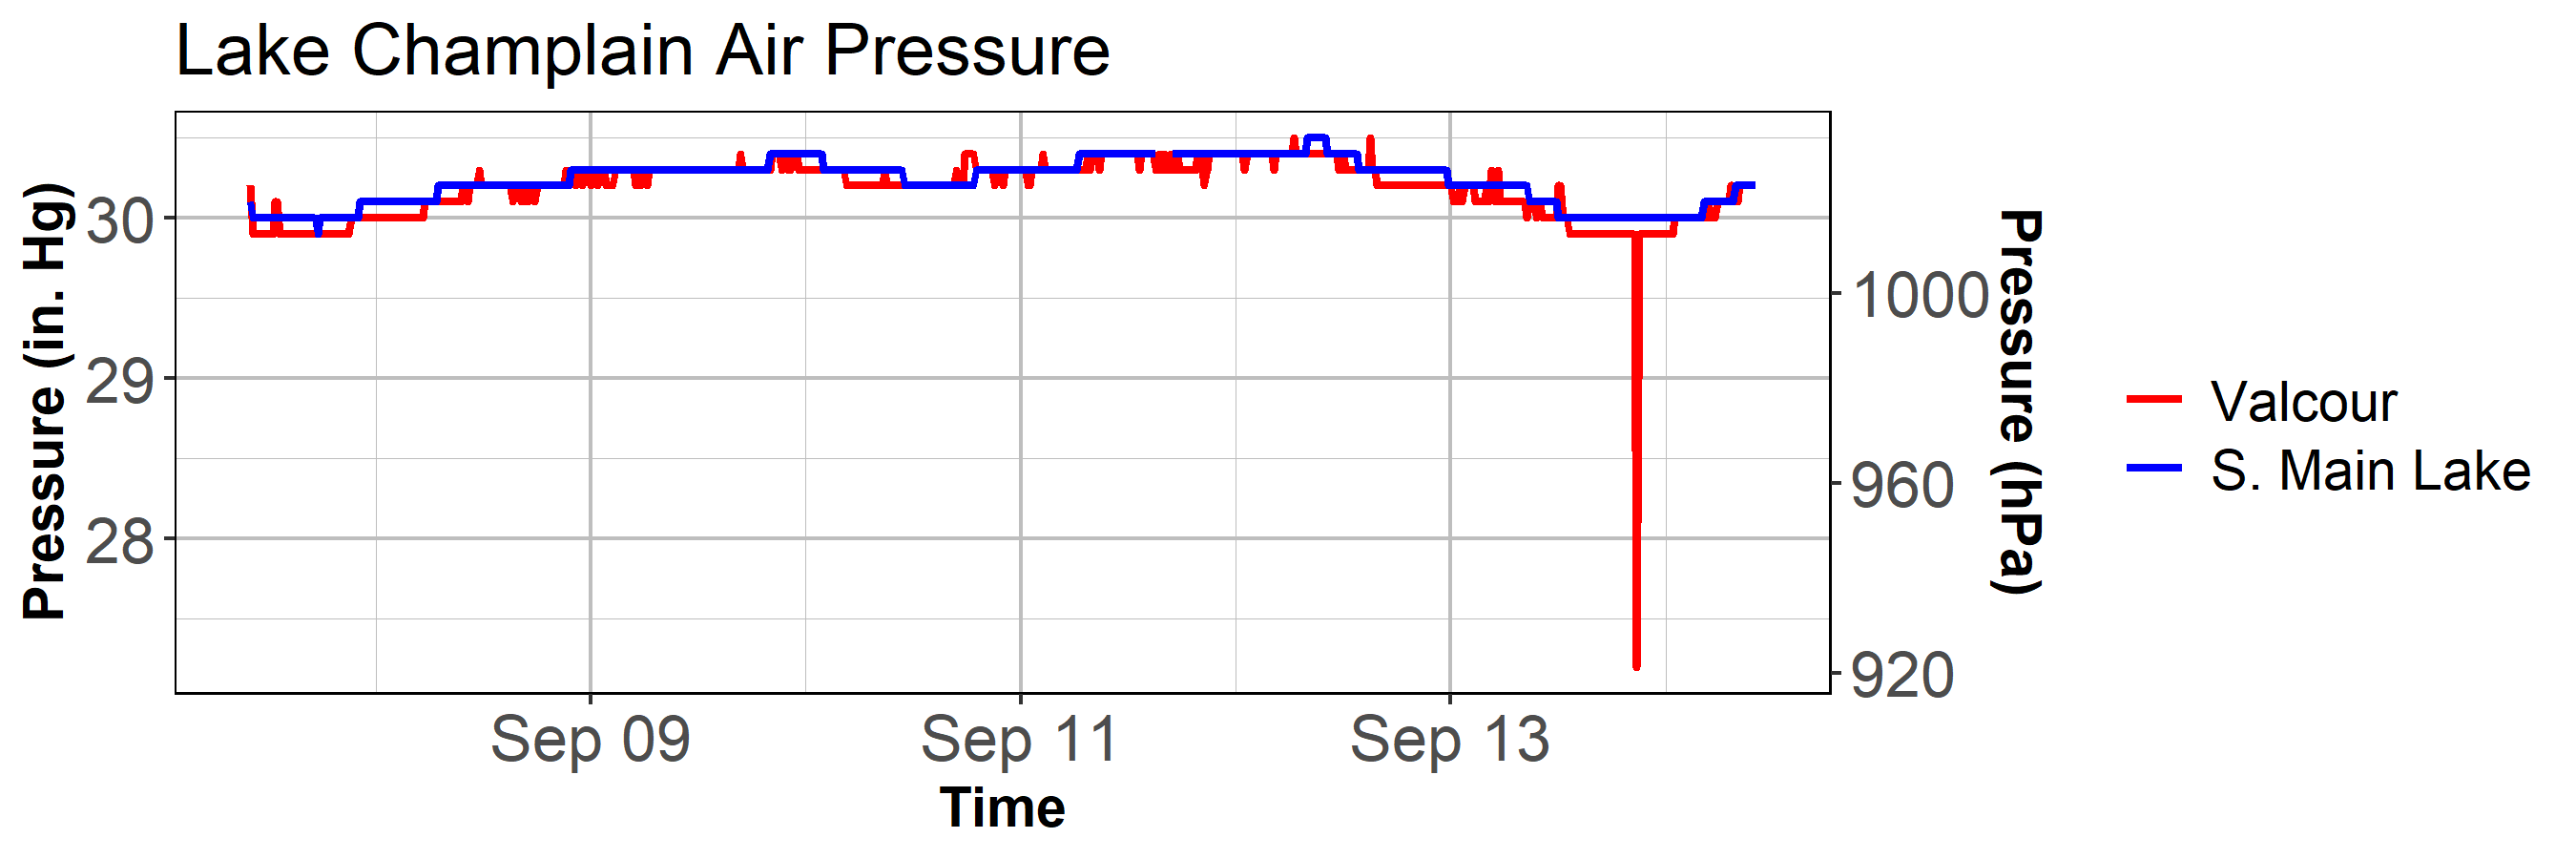 Lake Champlain Air Pressure
Pressure (in. Hg)
30
29
28
1000
960
920
Pressure (hPa)
Valcour
S. Main Lake
Sep 09
Sep 11
Sep 13
Time